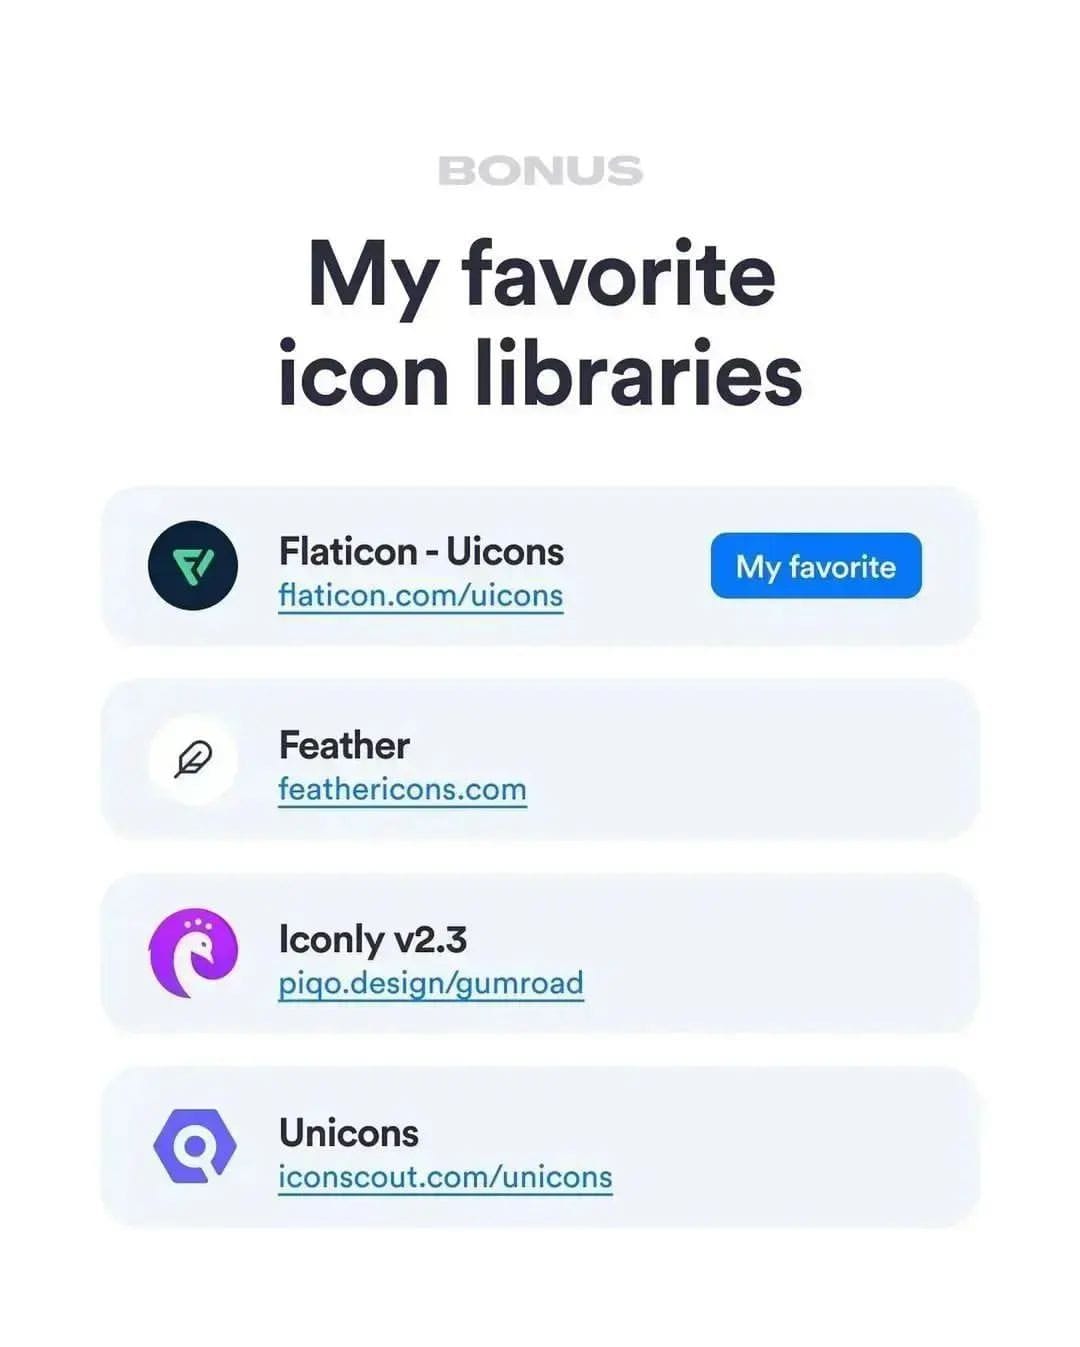 BONUS
My favorite
icon libraries
Flaticon - Uicons
flaticon.com/uicons
My favorite
Feather
feathericons.com
Iconly v2.3
piqo.design/gumroad
Unicons
iconscout.com/unicons